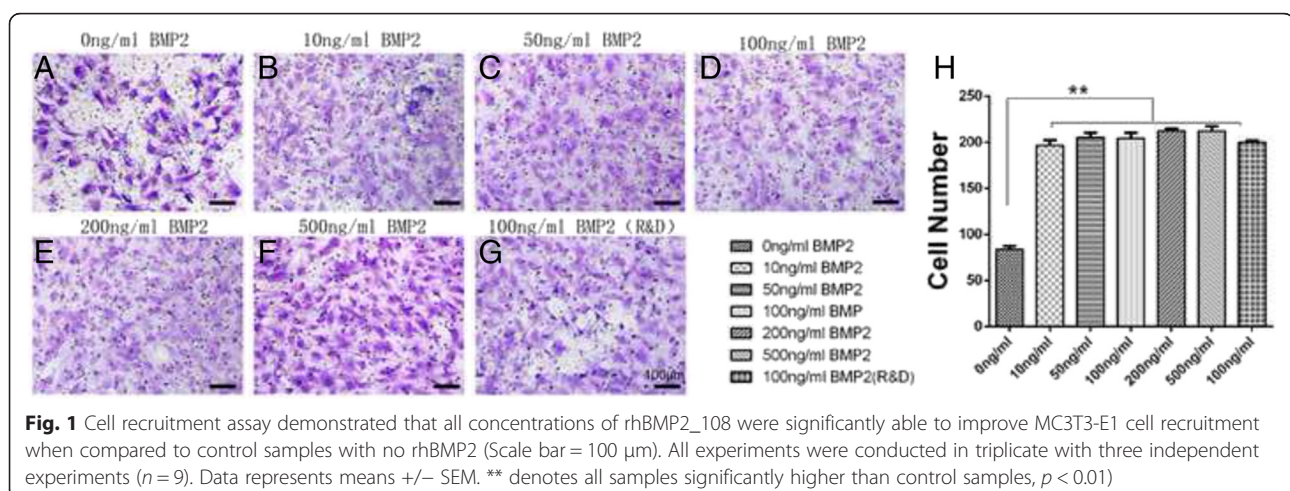 0ng/ml BMP2
10ng/ml BMP2
50ng/ml BMP2
100ng/ml BMP2
A
B
C
D
200ng/ml BMP2
500ng/ml BMP2
100ng/ml BMP2 (R&D)
E
F
G
100μm
0ng/ml BMP2
10ng/ml BMP2
50ng/ml BMP2
100ng/ml BMP
200ng/ml BMP2
500ng/ml BMP2
100ng/ml BMP2(R&D)
H
**
Cell Number
250
200
150
100
50
0
0ng/ml
10ng/ml
50ng/ml
100ng/ml
200ng/ml
500ng/ml
100ng/ml
Fig. 1 Cell recruitment assay demonstrated that all concentrations of rhBMP2_108 were significantly able to improve MC3T3-E1 cell recruitment
when compared to control samples with no rhBMP2 (Scale bar = 100 μm). All experiments were conducted in triplicate with three independent
experiments (n = 9). Data represents means +/− SEM. ** denotes all samples significantly higher than control samples, p < 0.01)